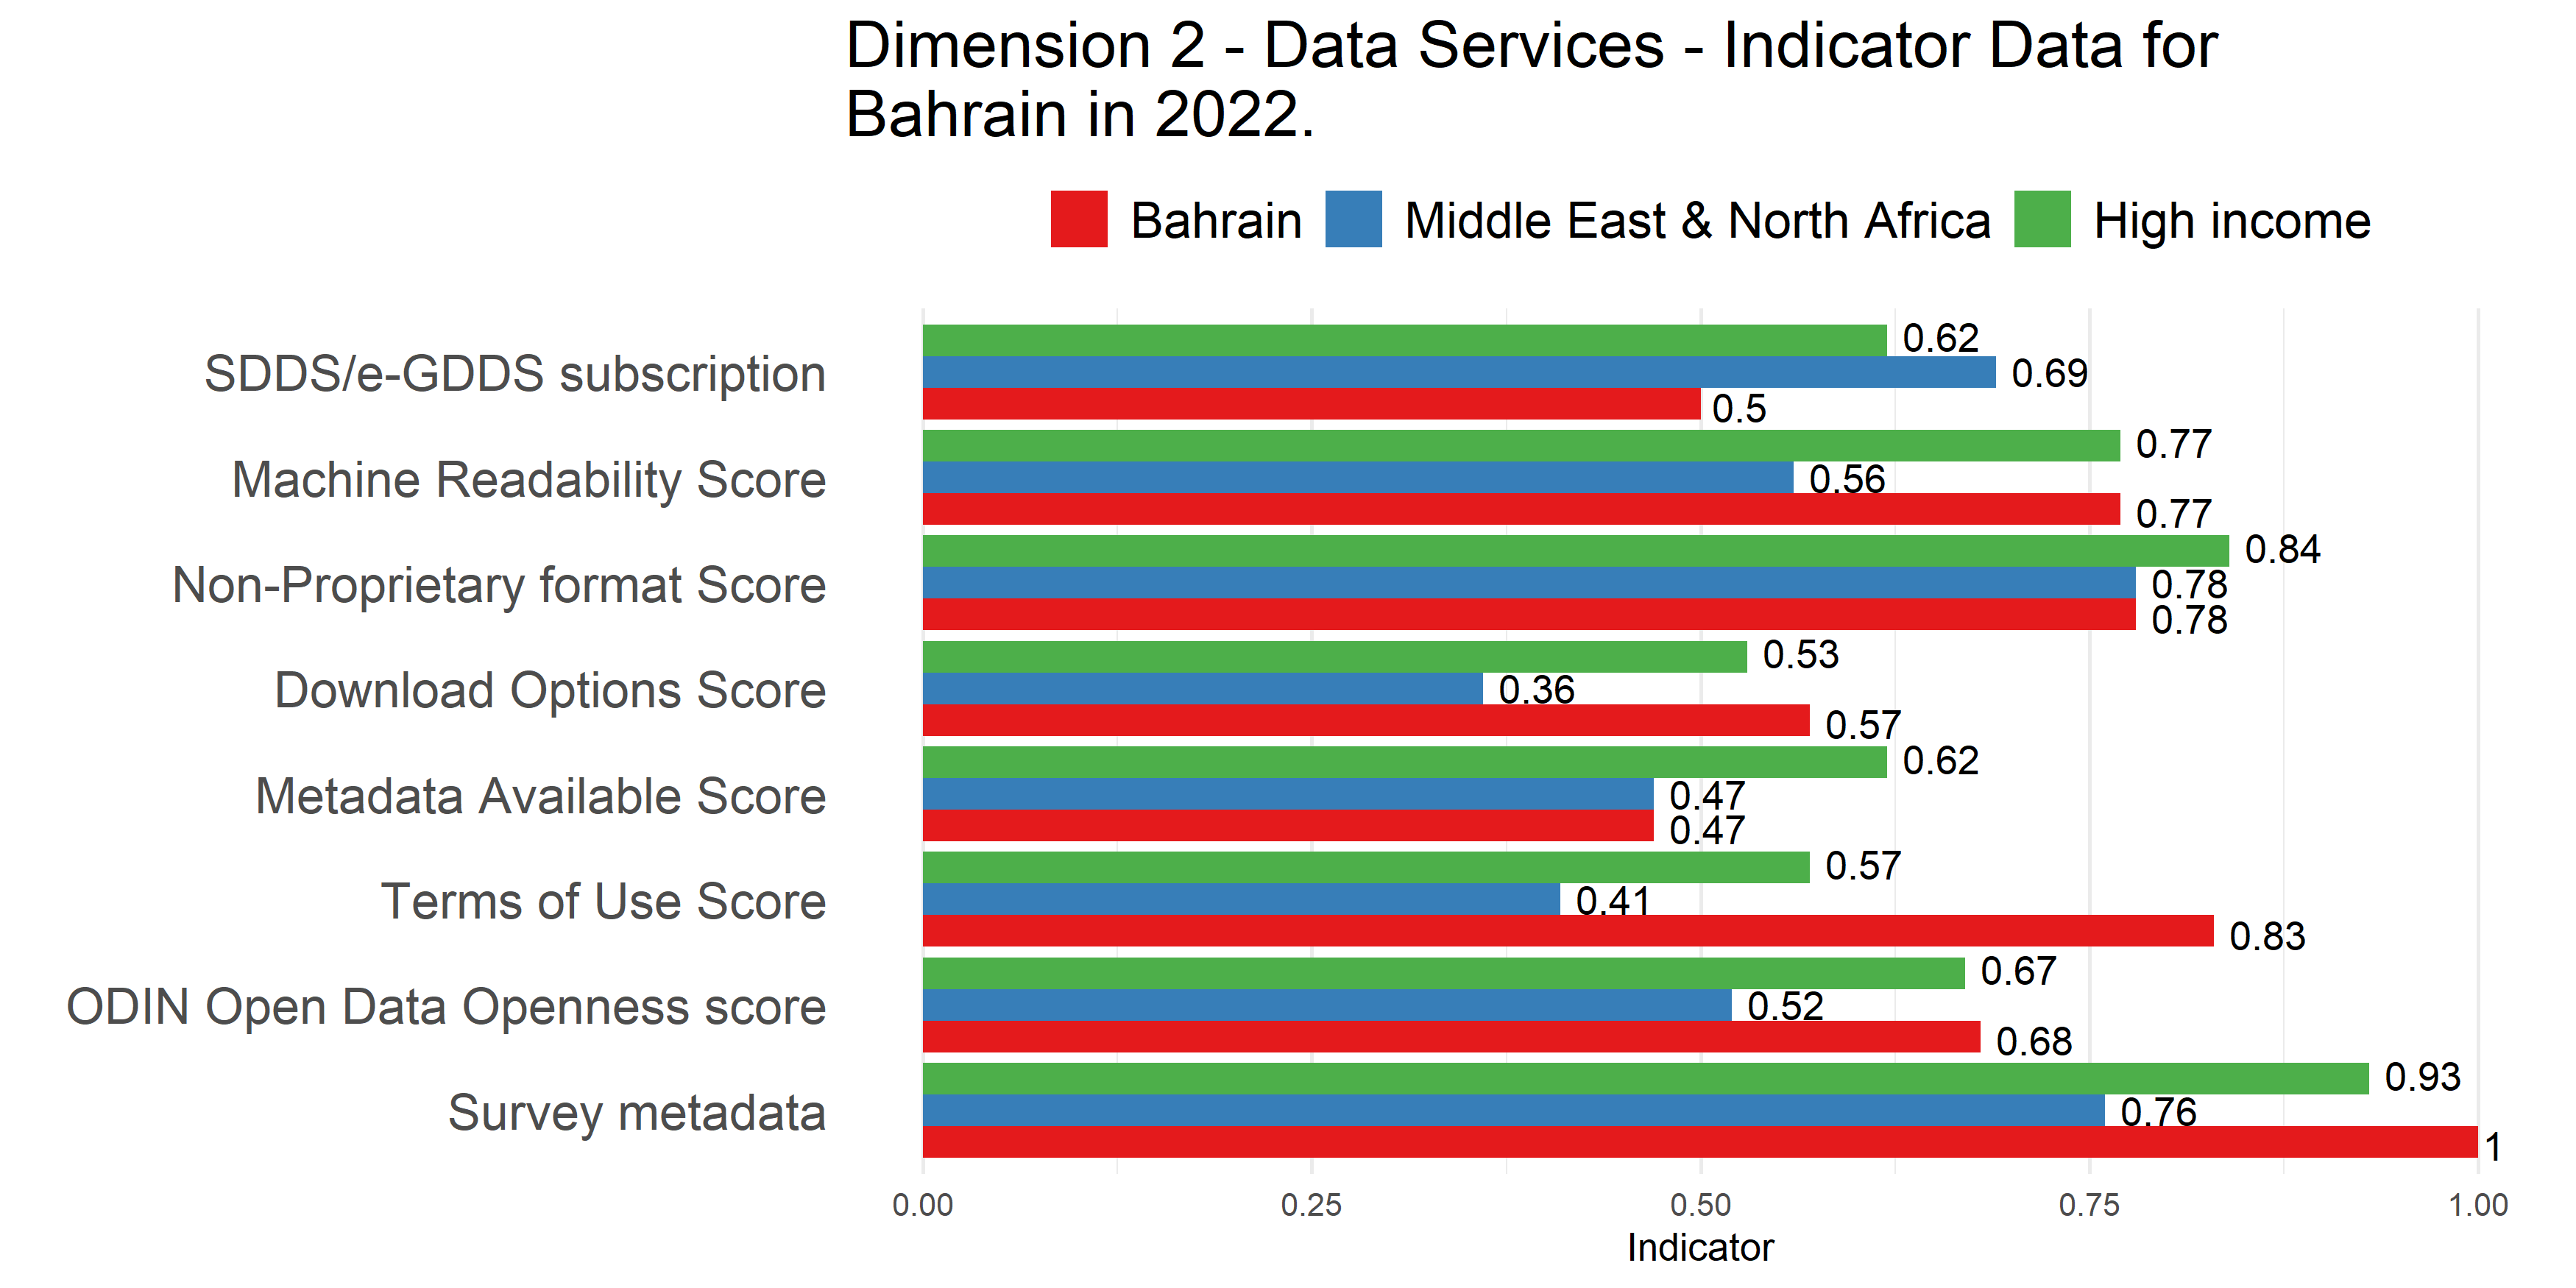 Dimension 2 - Data Services - Indicator Data for
Bahrain in 2022.
Bahrain
Middle East & North Africa
High income
SDDS/e-GDDS subscription
0.62
0.69
0.5
Machine Readability Score
0.77
0.56
0.77
Non-Proprietary format Score
0.84
0.78
0.78
Download Options Score
0.53
0.36
0.57
Metadata Available Score
0.62
0.47
0.47
Terms of Use Score
0.57
0.41
0.83
ODIN Open Data Openness score
0.67
0.52
0.68
Survey metadata
0.93
0.76
1
0.00 0.25 0.50 0.75 1.00
Indicator